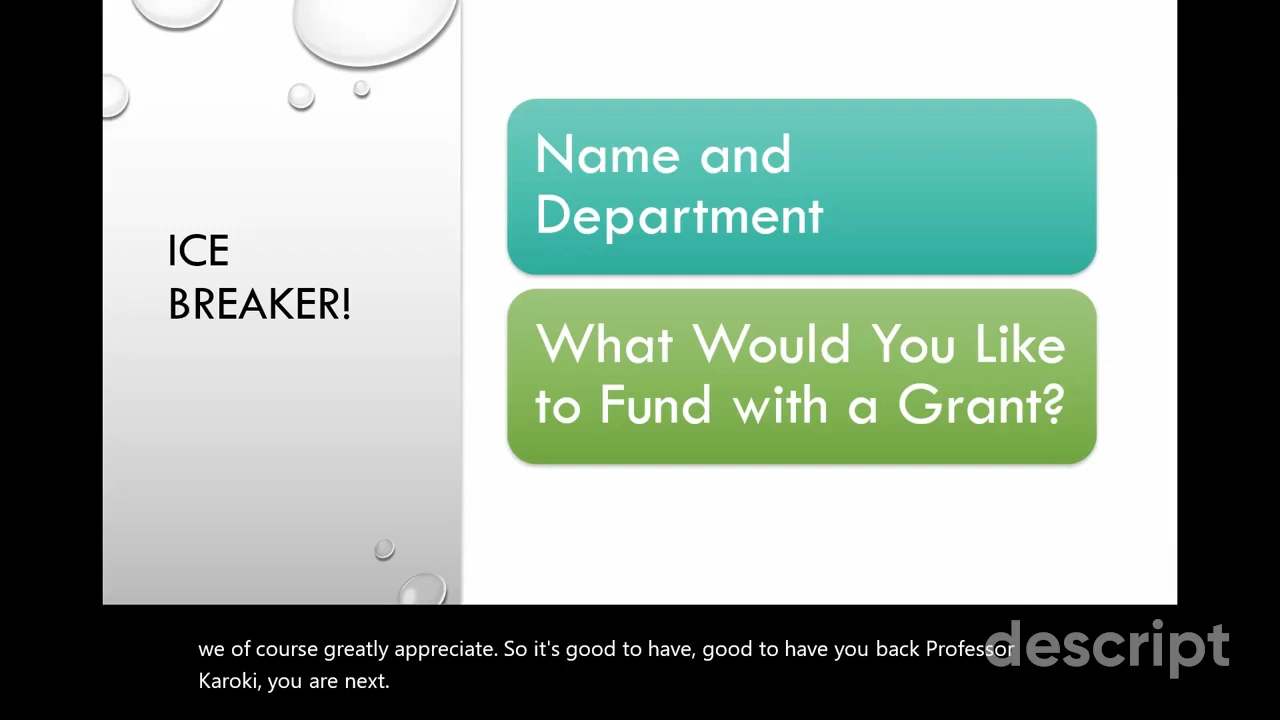 ICE
BREAKER!
Name and
Department
What Would You Like
to Fund with a Grant?
we of course greatly appreciate. So it's good to have, good to have you back Professor
Karoki, you are next.
descript